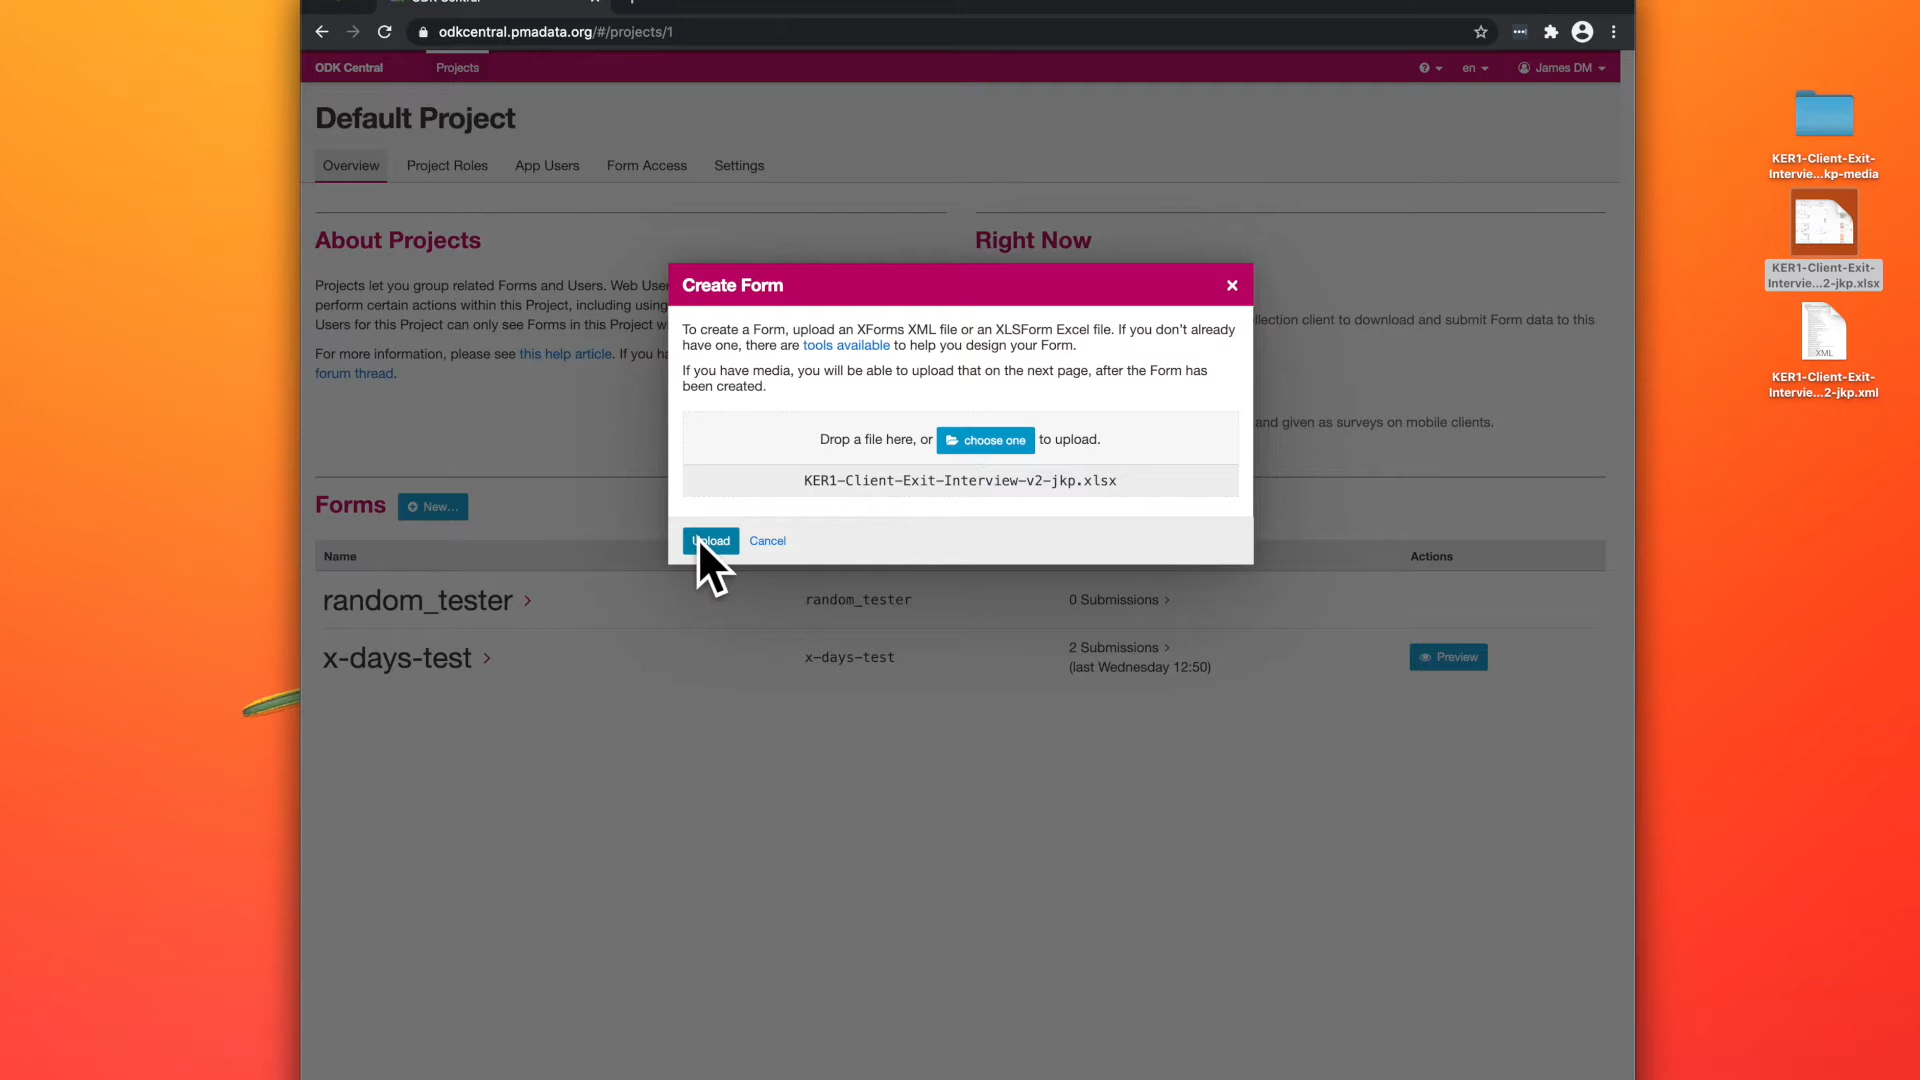 odkcentral.pmadata.org/#/projects/1
ODK Central
Projects
en
James DM
Default Project
Overview
Project Roles
App Users
Form Access
Settings
About Projects
Right Now
Projects let you group related Forms and Users. Web Use
perform certain actions within this Project, including using
Users for this Project can only see Forms in this Project w
For more information, please see this help article. If you ha
forum thread.
llection client to download and submit Form data to this
and given as surveys on mobile clients.
Create Form
To create a Form, upload an XForms XML file or an XLSForm Excel file. If you don't already
have one, there are tools available to help you design your Form.
If you have media, you will be able to upload that on the next page, after the Form has
been created.
Drop a file here, or choose one to upload.
KER1-Client-Exit-Interview-v2-jkp.xlsx
Upload
Cancel
Forms
New...
Name
Actions
random_tester
random_tester
0 Submissions
x-days-test
x-days-test
2 Submissions
(last Wednesday 12:50)
Preview
KER1-Client-Exit-
Intervie...kp-media
KER1-Client-Exit-
Intervie...2-jkp.xlsx
XML
KER1-Client-Exit-
Intervie...2-jkp.xml